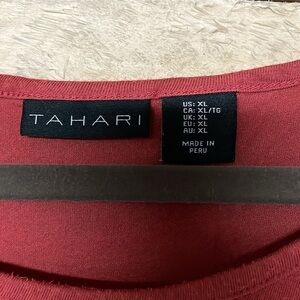 TAHARI
US: XL
CA: XL/TG
UK: XL
EU: XL
AU: XL
MADE IN
PERU